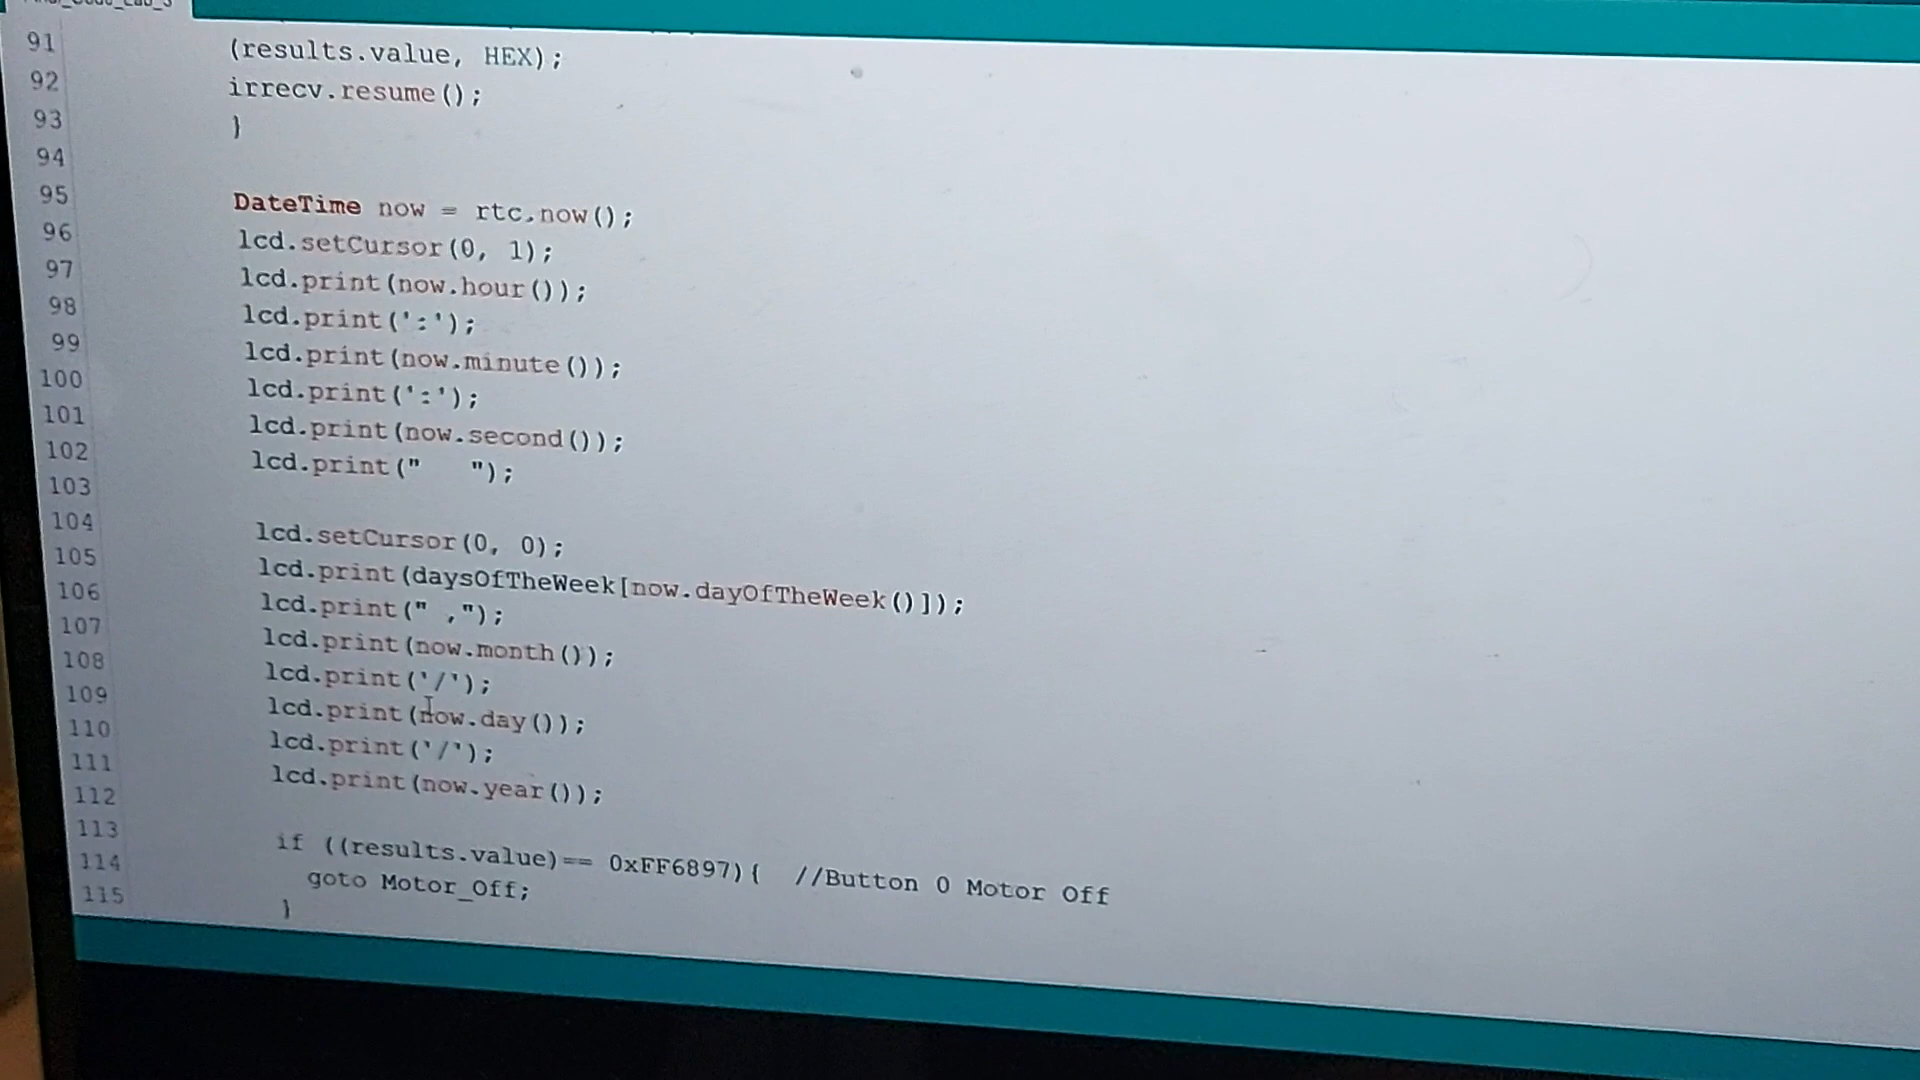 91 (results.value, HEX);
92 irrecv.resume();
93 }
94
95 DateTime now = rtc.now();
96 lcd.setCursor(0, 1);
97 lcd.print(now.hour());
98 lcd.print(':');
99 lcd.print(now.minute());
100 lcd.print(':');
101 lcd.print(now.second());
102 lcd.print("   ");
103
104 lcd.setCursor(0, 0);
105 lcd.print(daysOfTheWeek[now.dayOfTheWeek()]);
106 lcd.print(" ,");
107 lcd.print(now.month());
108 lcd.print('/');
109 lcd.print(now.day());
110 lcd.print('/');
111 lcd.print(now.year());
112
113 if ((results.value)== 0xFF6897){  //Button 0 Motor Off
114 goto Motor_Off;
115 }